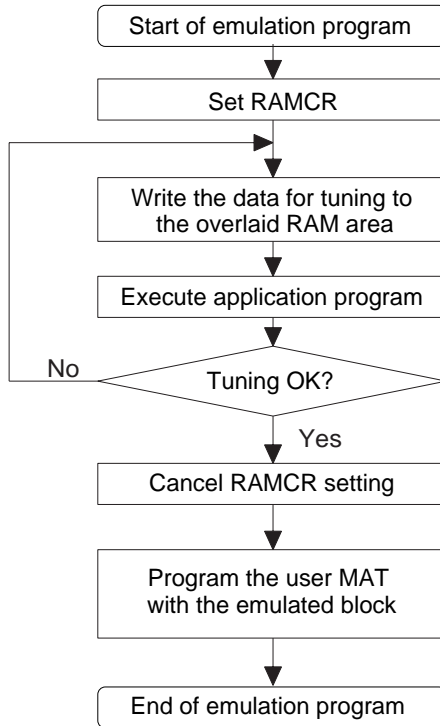 Start of emulation program
Set RAMCR
Write the data for tuning to
the overlaid RAM area
Execute application program
No
Tuning OK?
Yes
Cancel RAMCR setting
Program the user MAT
with the emulated block
End of emulation program